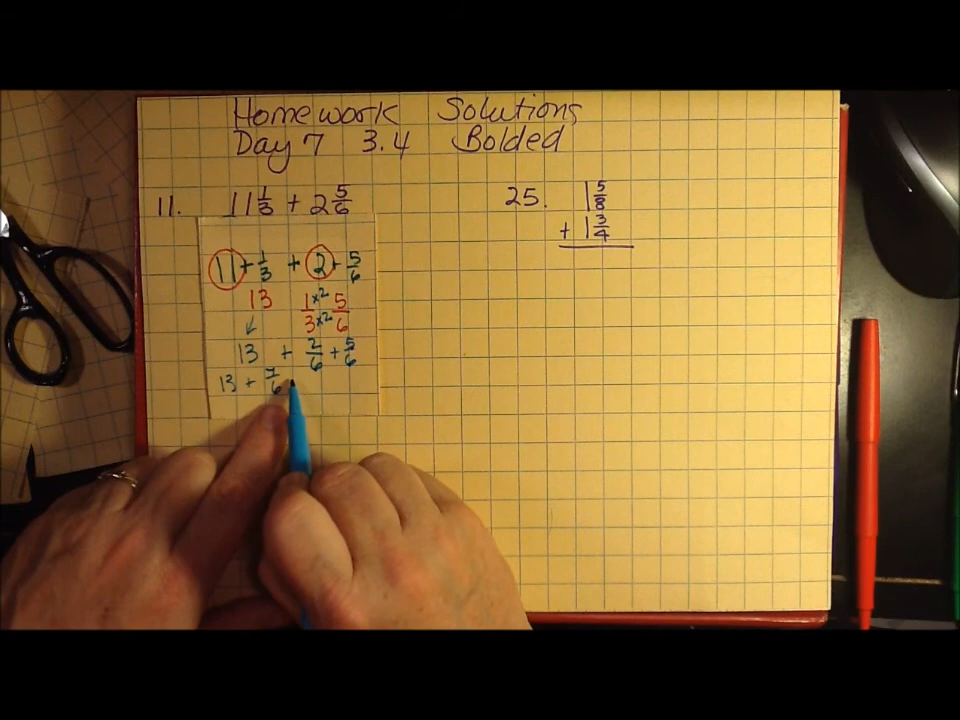 Homework Solutions
Day 7 3.4 Bolded
11. 11 1/3 + 2 5/6
11 + 1/3 + 2 + 5/6
13 1/3 ×2 ×2 5/6
13 + 2/6 + 5/6
13 + 7/6
25. 1 5/8
+ 1 3/4